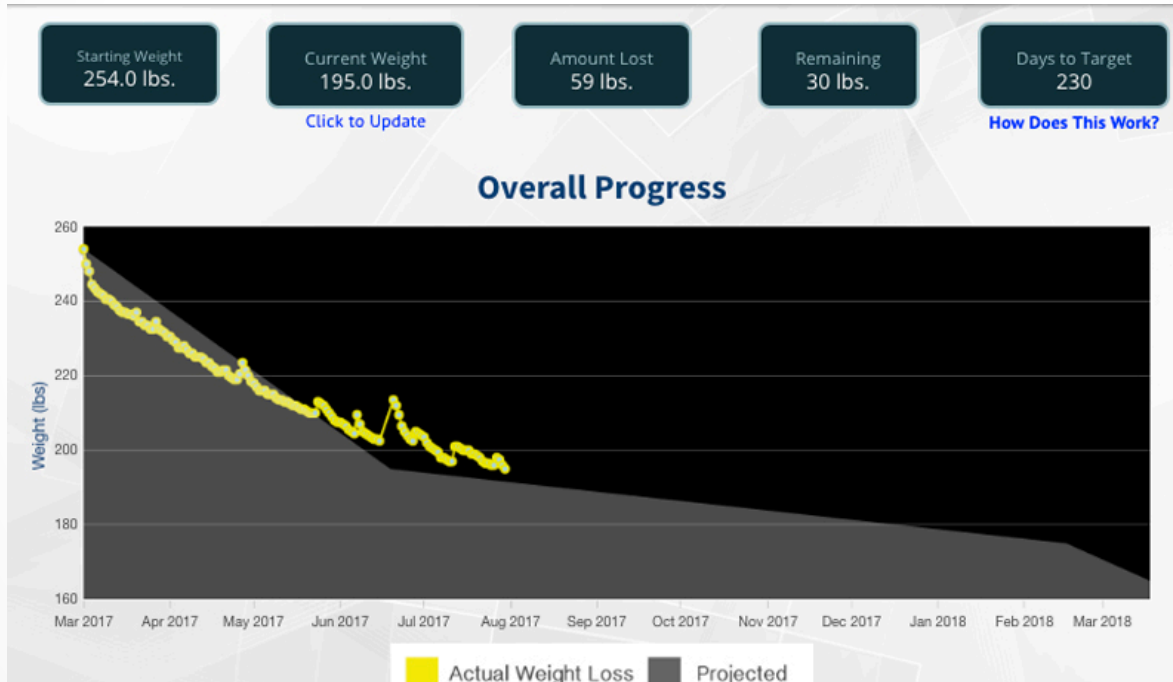 Starting Weight
254.0 lbs.
Current Weight
195.0 lbs.
Click to Update
Amount Lost
59 lbs.
Remaining
30 lbs.
Days to Target
230
How Does This Work?
Overall Progress
Weight (lbs)
260
240
220
200
180
160
Mar 2017 Apr 2017 May 2017 Jun 2017 Jul 2017 Aug 2017 Sep 2017 Oct 2017 Nov 2017 Dec 2017 Jan 2018 Feb 2018 Mar 2018
Actual Weight Loss Projected